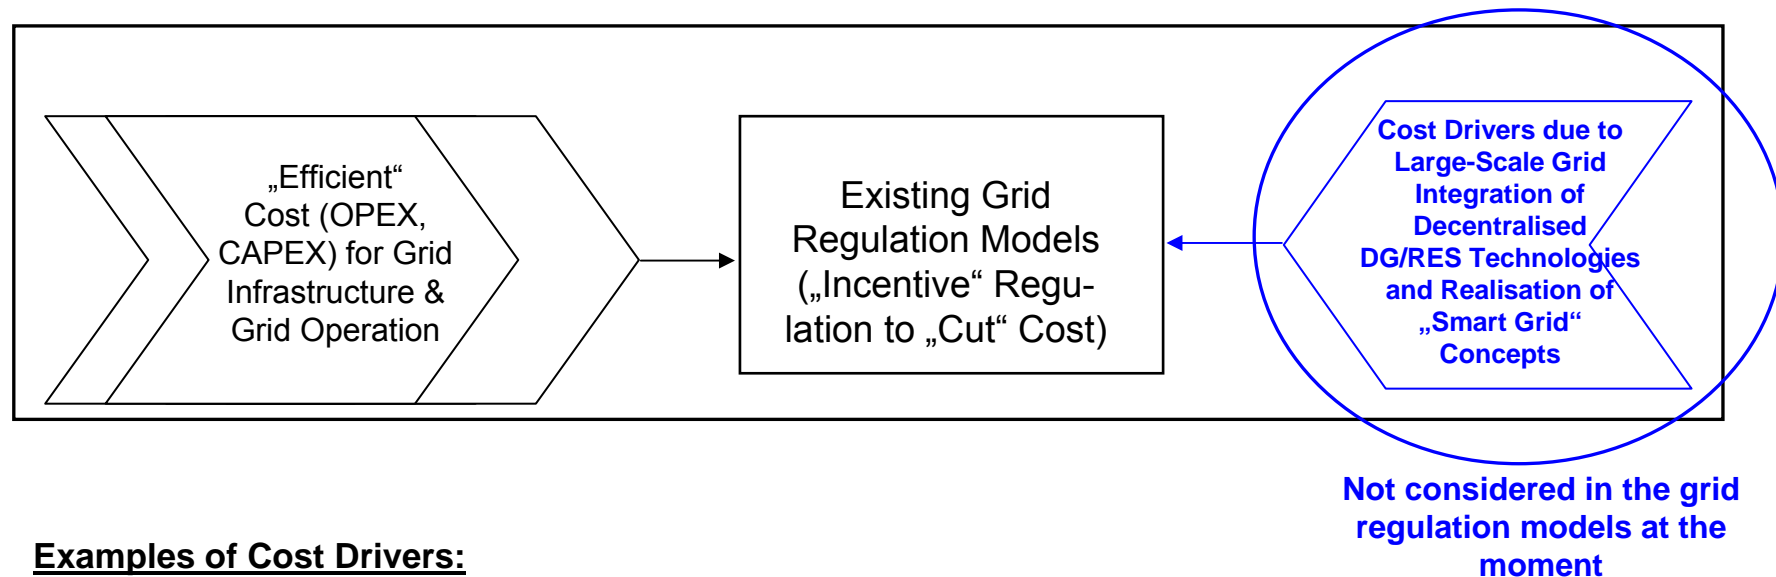 „Efficient“
Cost (OPEX,
CAPEX) for Grid
Infrastructure &
Grid Operation
Existing Grid
Regulation Models
(„Incentive“ Regu-
lation to „Cut“ Cost)
Cost Drivers due to
Large-Scale Grid
Integration of
Decentralised
DG/RES Technologies
and Realisation of
„Smart Grid“
Concepts
Not considered in the grid
regulation models at the
moment
Examples of Cost Drivers: